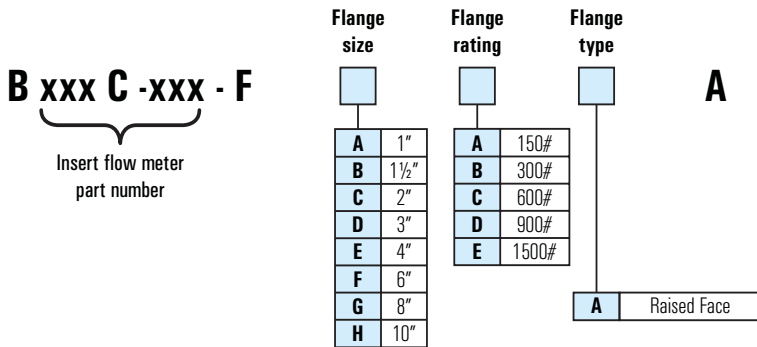 Flange size
Flange rating
Flange type
B xxx C -xxx - F
A
Insert flow meter
part number
A 1"
B 1½"
C 2"
D 3"
E 4"
F 6"
G 8"
H 10"
A 150#
B 300#
C 600#
D 900#
E 1500#
A Raised Face